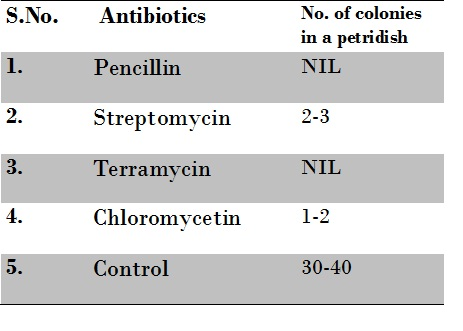 S.No. Antibiotics No. of colonies
in a petridish
1. Pencillin NIL
2. Streptomycin 2-3
3. Terramycin NIL
4. Chloromycetin 1-2
5. Control 30-40